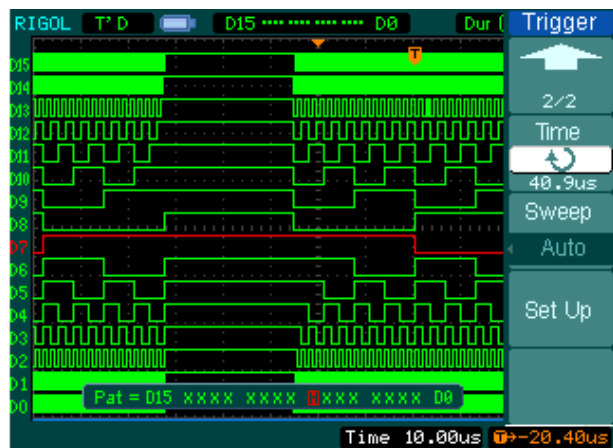 RIGOL T'D D15 D0 Dur ( Trigger
T
D15
D14
D13
D12
D11
D10
D9
D8
D7
D6
D5
D4
D3
D2
D1
D0
Pat = D15 XXXX XXXX HXXX XXXX D0
2/2
Time
40.9us
Sweep
Auto
Set Up
Time 10.00us T→-20.40us